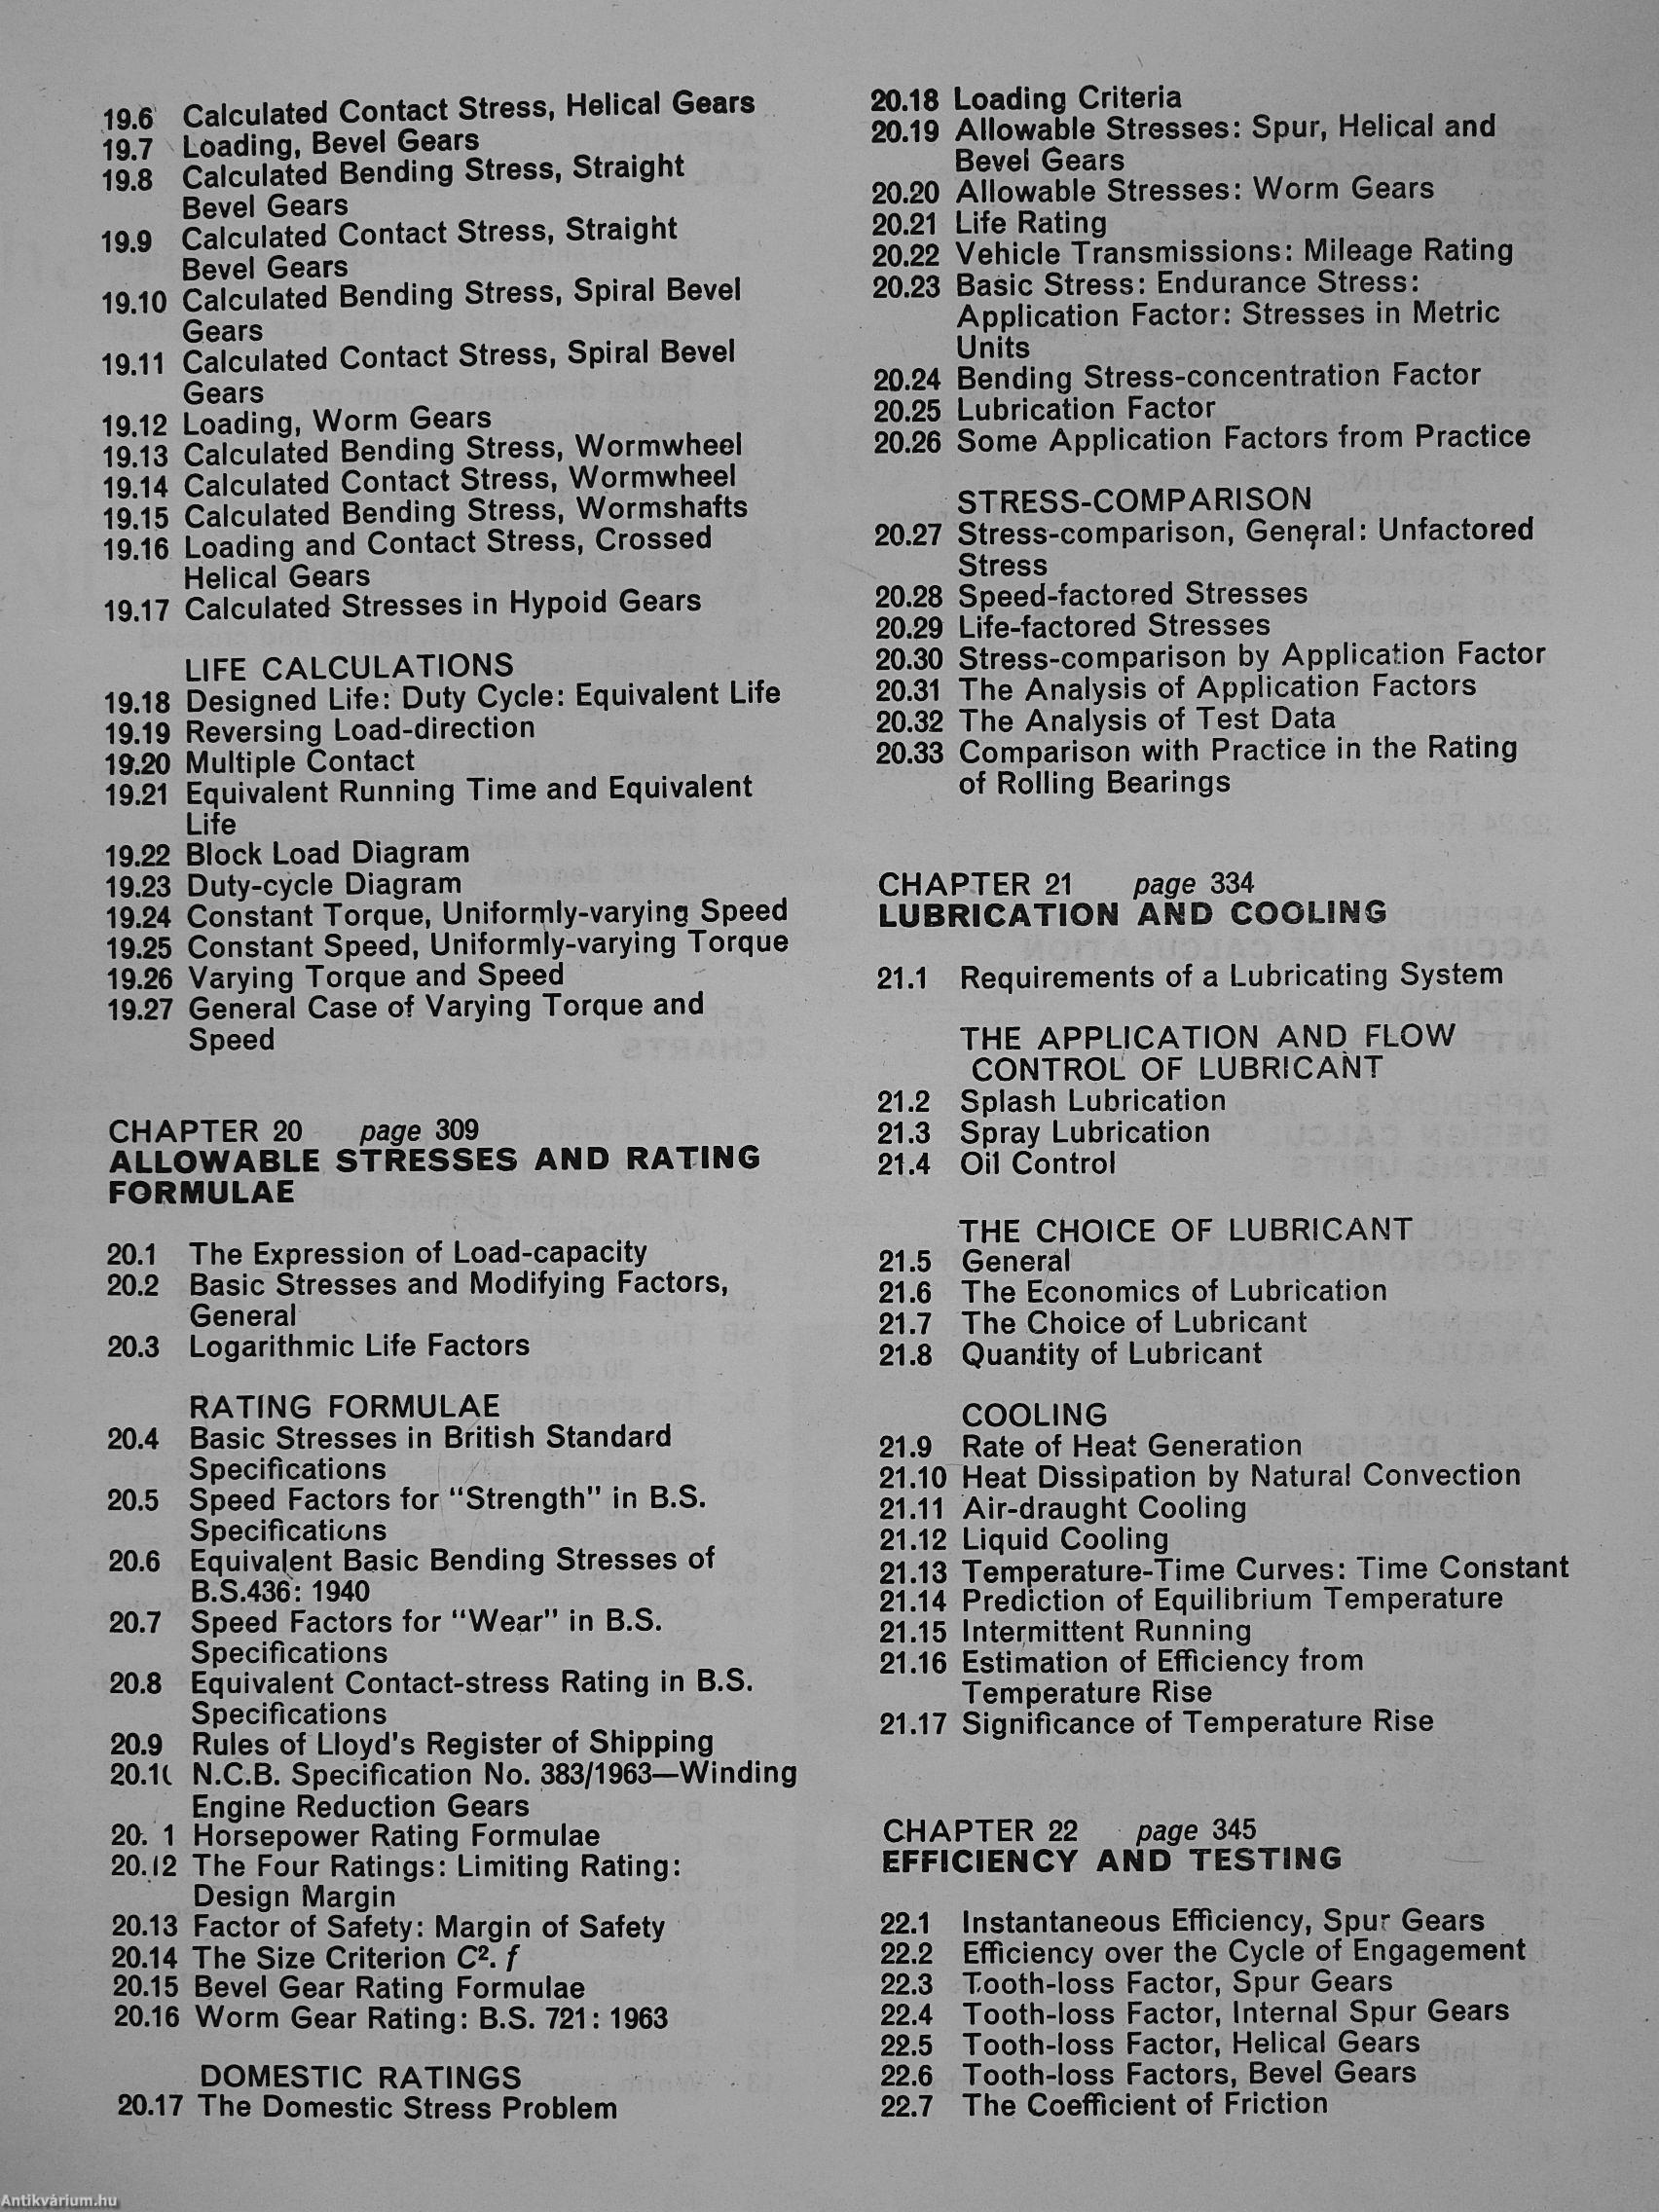 19.6 Calculated Contact Stress, Helical Gears
19.7 Loading, Bevel Gears
19.8 Calculated Bending Stress, Straight
Bevel Gears
19.9 Calculated Contact Stress, Straight
Bevel Gears
19.10 Calculated Bending Stress, Spiral Bevel
Gears
19.11 Calculated Contact Stress, Spiral Bevel
Gears
19.12 Loading, Worm Gears
19.13 Calculated Bending Stress, Wormwheel
19.14 Calculated Contact Stress, Wormwheel
19.15 Calculated Bending Stress, Wormshafts
19.16 Loading and Contact Stress, Crossed
Helical Gears
19.17 Calculated Stresses in Hypoid Gears
LIFE CALCULATIONS
19.18 Designed Life: Duty Cycle: Equivalent Life
19.19 Reversing Load-direction
19.20 Multiple Contact
19.21 Equivalent Running Time and Equivalent
Life
19.22 Block Load Diagram
19.23 Duty-cycle Diagram
19.24 Constant Torque, Uniformly-varying Speed
19.25 Constant Speed, Uniformly-varying Torque
19.26 Varying Torque and Speed
19.27 General Case of Varying Torque and
Speed
CHAPTER 20 page 309
ALLOWABLE STRESSES AND RATING
FORMULAE
20.1 The Expression of Load-capacity
20.2 Basic Stresses and Modifying Factors,
General
20.3 Logarithmic Life Factors
RATING FORMULAE
20.4 Basic Stresses in British Standard
Specifications
20.5 Speed Factors for "Strength" in B.S.
Specifications
20.6 Equivalent Basic Bending Stresses of
B.S.436: 1940
20.7 Speed Factors for "Wear" in B.S.
Specifications
20.8 Equivalent Contact-stress Rating in B.S.
Specifications
20.9 Rules of Lloyd's Register of Shipping
20.1( N.C.B. Specification No. 383/1963—Winding
Engine Reduction Gears
20. 1 Horsepower Rating Formulae
20.12 The Four Ratings: Limiting Rating:
Design Margin
20.13 Factor of Safety: Margin of Safety
20.14 The Size Criterion C². f
20.15 Bevel Gear Rating Formulae
20.16 Worm Gear Rating: B.S. 721: 1963
DOMESTIC RATINGS
20.17 The Domestic Stress Problem
20.18 Loading Criteria
20.19 Allowable Stresses: Spur, Helical and
Bevel Gears
20.20 Allowable Stresses: Worm Gears
20.21 Life Rating
20.22 Vehicle Transmissions: Mileage Rating
20.23 Basic Stress: Endurance Stress:
Application Factor: Stresses in Metric
Units
20.24 Bending Stress-concentration Factor
20.25 Lubrication Factor
20.26 Some Application Factors from Practice
STRESS-COMPARISON
20.27 Stress-comparison, General: Unfactored
Stress
20.28 Speed-factored Stresses
20.29 Life-factored Stresses
20.30 Stress-comparison by Application Factor
20.31 The Analysis of Application Factors
20.32 The Analysis of Test Data
20.33 Comparison with Practice in the Rating
of Rolling Bearings
CHAPTER 21 page 334
LUBRICATION AND COOLING
21.1 Requirements of a Lubricating System
THE APPLICATION AND FLOW
CONTROL OF LUBRICANT
21.2 Splash Lubrication
21.3 Spray Lubrication
21.4 Oil Control
THE CHOICE OF LUBRICANT
21.5 General
21.6 The Economics of Lubrication
21.7 The Choice of Lubricant
21.8 Quantity of Lubricant
COOLING
21.9 Rate of Heat Generation
21.10 Heat Dissipation by Natural Convection
21.11 Air-draught Cooling
21.12 Liquid Cooling
21.13 Temperature-Time Curves: Time Constant
21.14 Prediction of Equilibrium Temperature
21.15 Intermittent Running
21.16 Estimation of Efficiency from
Temperature Rise
21.17 Significance of Temperature Rise
CHAPTER 22 page 345
EFFICIENCY AND TESTING
22.1 Instantaneous Efficiency, Spur Gears
22.2 Efficiency over the Cycle of Engagement
22.3 Tooth-loss Factor, Spur Gears
22.4 Tooth-loss Factor, Internal Spur Gears
22.5 Tooth-loss Factor, Helical Gears
22.6 Tooth-loss Factors, Bevel Gears
22.7 The Coefficient of Friction
Antikvárium.hu